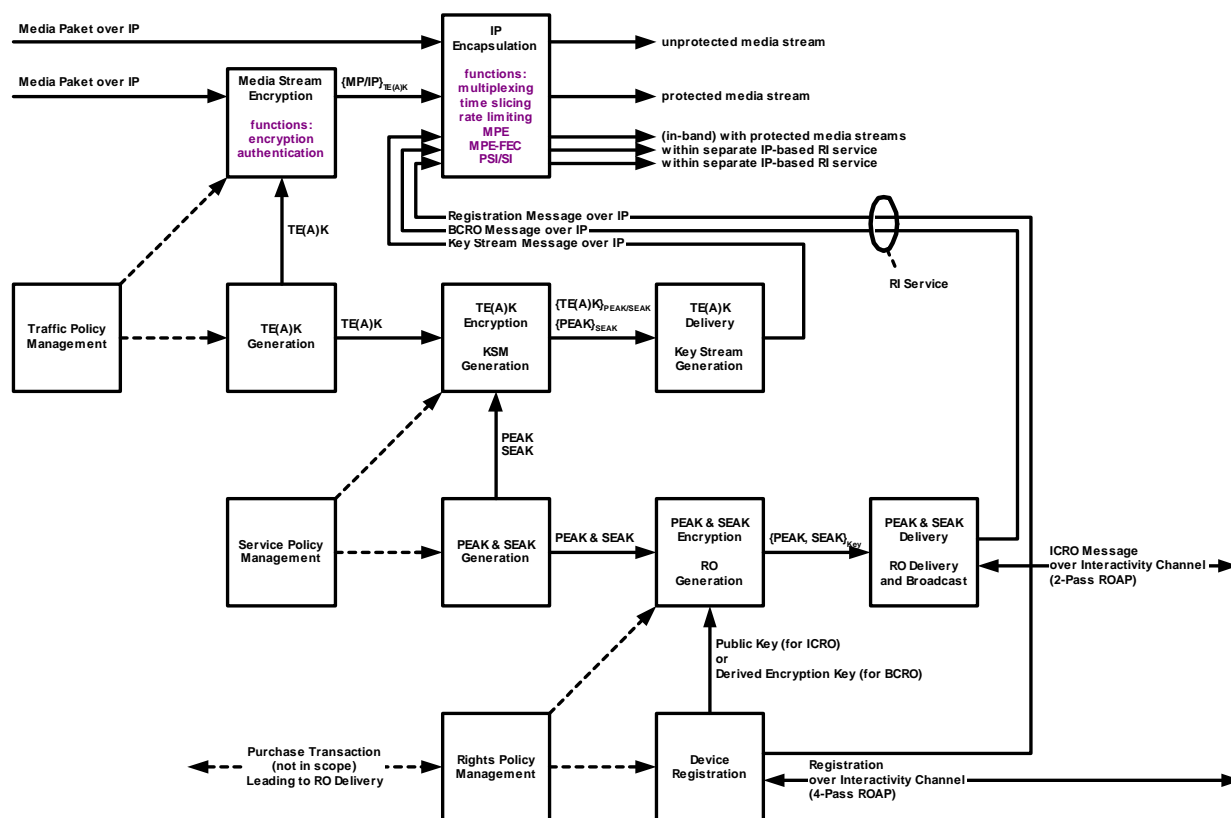 Media Paket over IP
Media Paket over IP
Media Stream
Encryption
functions:
encryption
authentication
{MP/IP}TE(A)K
IP
Encapsulation
functions:
multiplexing
time slicing
rate limiting
MPE
MPE-FEC
PSI/SI
unprotected media stream
protected media stream
(in-band) with protected media streams
within separate IP-based RI service
within separate IP-based RI service
Registration Message over IP
BCRO Message over IP
Key Stream Message over IP
RI Service
TE(A)K
Traffic Policy
Management
TE(A)K
Generation
TE(A)K
TE(A)K
Encryption
KSM
Generation
{TE(A)K}PEAK/SEAK
{PEAK}SEAK
TE(A)K
Delivery
Key Stream
Generation
PEAK
SEAK
Service Policy
Management
PEAK & SEAK
Generation
PEAK & SEAK
PEAK & SEAK
Encryption
RO
Generation
{PEAK, SEAK}Key
PEAK & SEAK
Delivery
RO Delivery
and Broadcast
ICRO Message
over Interactivity Channel
(2-Pass ROAP)
Public Key (for ICRO)
or
Derived Encryption Key (for BCRO)
Purchase Transaction
(not in scope)
Leading to RO Delivery
Rights Policy
Management
Device
Registration
Registration
over Interactivity Channel
(4-Pass ROAP)